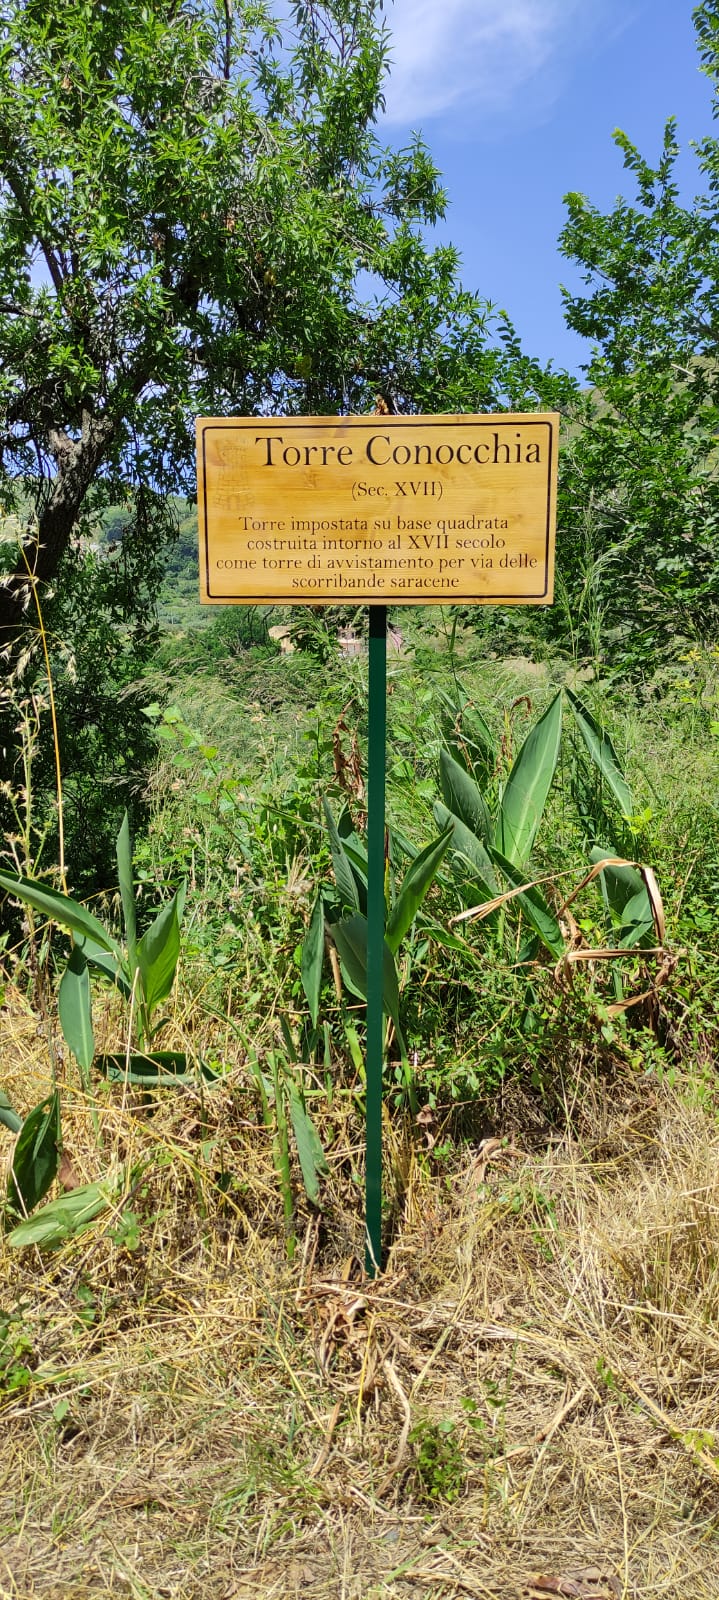 Torre Conocchia
(Sec. XVII)
Torre impostata su base quadrata
costruita intorno al XVII secolo
come torre di avvistamento per via delle
scorribande saracene